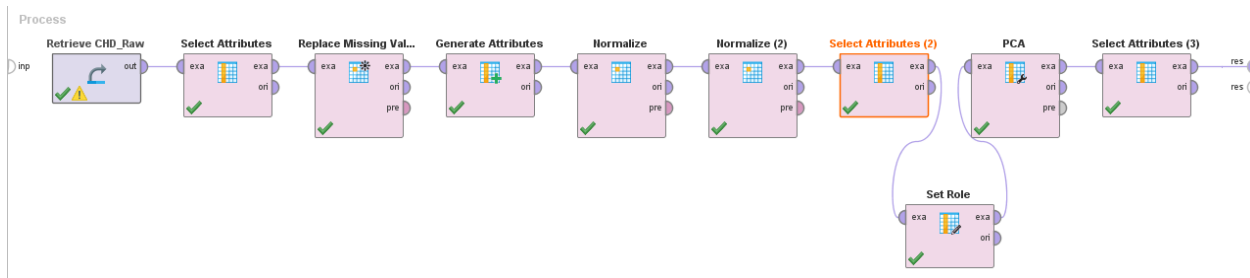 Process
Retrieve CHD_Raw
Select Attributes
Replace Missing Val...
Generate Attributes
Normalize
Normalize (2)
Select Attributes (2)
PCA
Select Attributes (3)
inp
out
exa exa
ori
exa exa
ori
pre
exa exa
ori
exa exa
ori
pre
exa exa
ori
pre
exa exa
ori
exa exa
ori
pre
exa exa
ori
res
res
Set Role
exa exa
ori